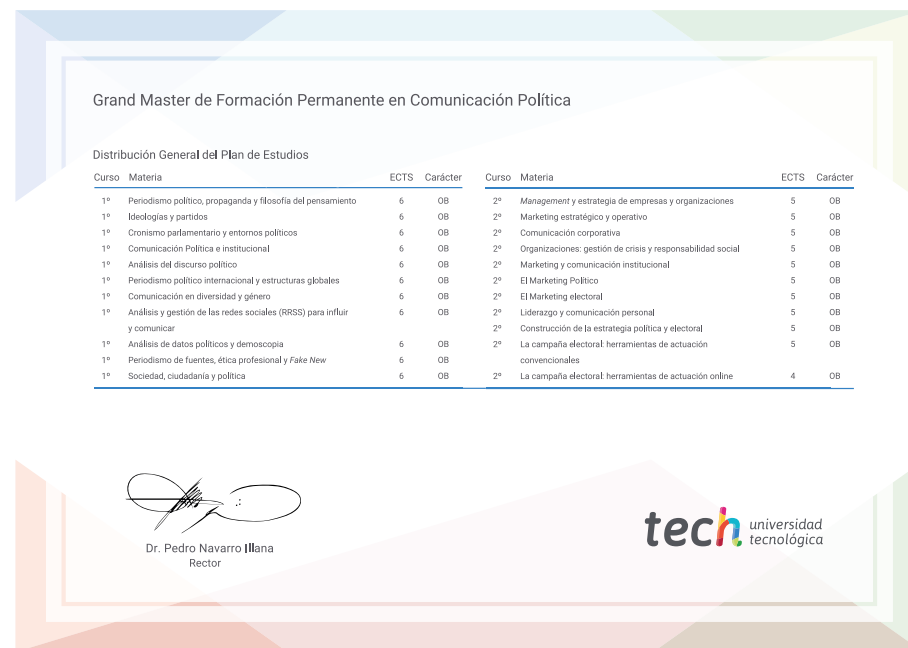 Grand Master de Formación Permanente en Comunicación Política
Distribución General del Plan de Estudios
Curso Materia ECTS Carácter
1º Periodismo político, propaganda y filosofía del pensamiento 6 OB
1º Ideologías y partidos 6 OB
1º Cronismo parlamentario y entornos políticos 6 OB
1º Comunicación Política e institucional 6 OB
1º Análisis del discurso político 6 OB
1º Periodismo político internacional y estructuras globales 6 OB
1º Comunicación en diversidad y género 6 OB
1º Análisis y gestión de las redes sociales (RRSS) para influir 6 OB
y comunicar
1º Análisis de datos políticos y demoscopia 6 OB
1º Periodismo de fuentes, ética profesional y Fake New 6 OB
1º Sociedad, ciudadanía y política 6 OB
Curso Materia ECTS Carácter
2º Management y estrategia de empresas y organizaciones 5 OB
2º Marketing estratégico y operativo 5 OB
2º Comunicación corporativa 5 OB
2º Organizaciones: gestión de crisis y responsabilidad social 5 OB
2º Marketing y comunicación institucional 5 OB
2º El Marketing Político 5 OB
2º El Marketing electoral 5 OB
2º Liderazgo y comunicación personal 5 OB
2º Construcción de la estrategia política y electoral 5 OB
2º La campaña electoral: herramientas de actuación 5 OB
convencionales
2º La campaña electoral: herramientas de actuación online 4 OB
Dr. Pedro Navarro Illana
Rector
tech universidad
tecnológica